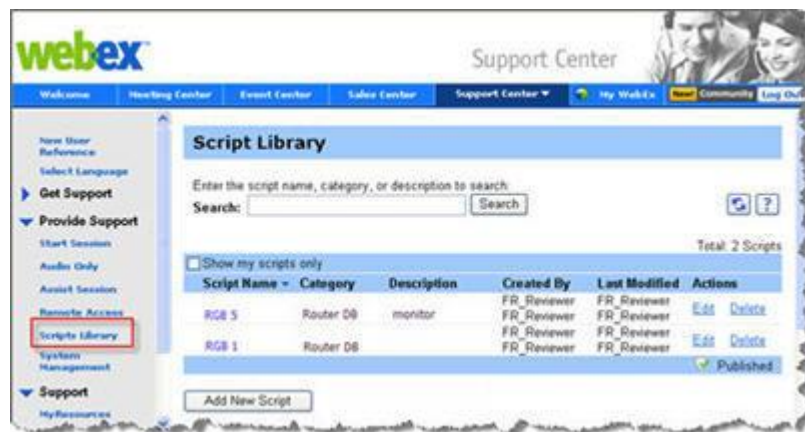 webex
Support Center
Welcome Meeting Center Event Center Sales Center Support Center My WebEx New! Community Log Out
New User Reference
Select Language
Get Support
Provide Support
Start Session
Audio Only
Assist Session
Remote Access
Scripts Library
System Management
Support
MyResources
Script Library
Enter the script name, category, or description to search:
Search: Search ?
Total: 2 Scripts
Show my scripts only
Script Name Category Description Created By Last Modified Actions
RGB 5 Router DB monitor FR_Reviewer FR_Reviewer FR_Reviewer FR_Reviewer Edit Delete
RGB 1 Router DB FR_Reviewer FR_Reviewer FR_Reviewer FR_Reviewer Edit Delete
Published
Add New Script